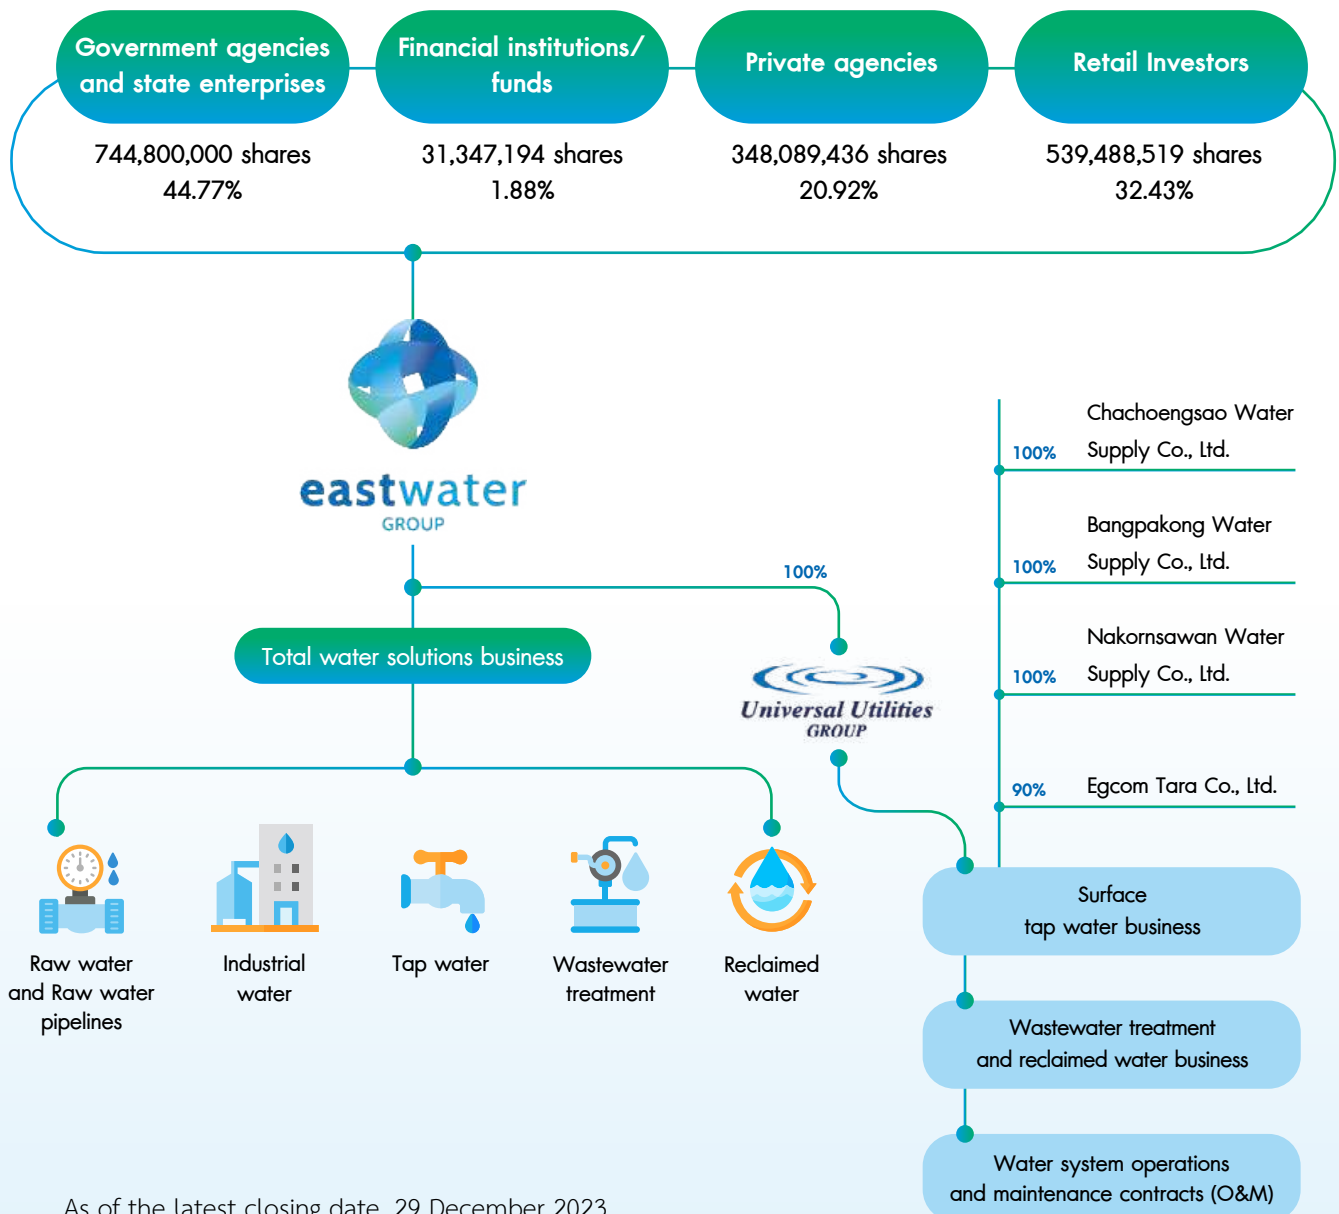 Government agencies
and state enterprises
744,800,000 shares
44.77%
Financial institutions/
funds
31,347,194 shares
1.88%
Private agencies
348,089,436 shares
20.92%
Retail Investors
539,488,519 shares
32.43%
eastwater
GROUP
100%
Total water solutions business
Universal Utilities
GROUP
Raw water
and Raw water
pipelines
Industrial
water
Tap water
Wastewater
treatment
Reclaimed
water
Chachoengsao Water
100% Supply Co., Ltd.
Bangpakong Water
100% Supply Co., Ltd.
Nakornsawan Water
100% Supply Co., Ltd.
90% Egcom Tara Co., Ltd.
Surface
tap water business
Wastewater treatment
and reclaimed water business
Water system operations
and maintenance contracts (O&M)
As of the latest closing date, 29 December 2023